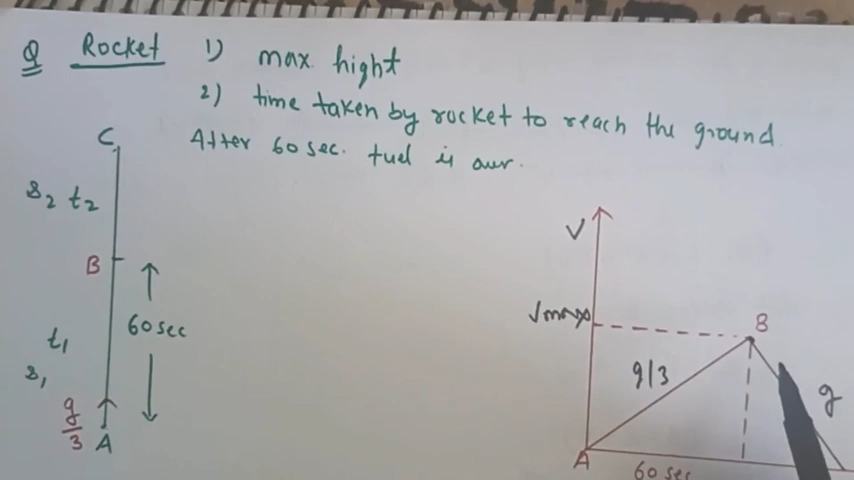 Q Rocket 1) max hight
2) time taken by rocket to reach the ground.
After 60 sec. fuel is over.
C
s2 t2
B
60 sec
t1
s1
g/3 A
V
Vmax
B
g/3
g
A
60 sec